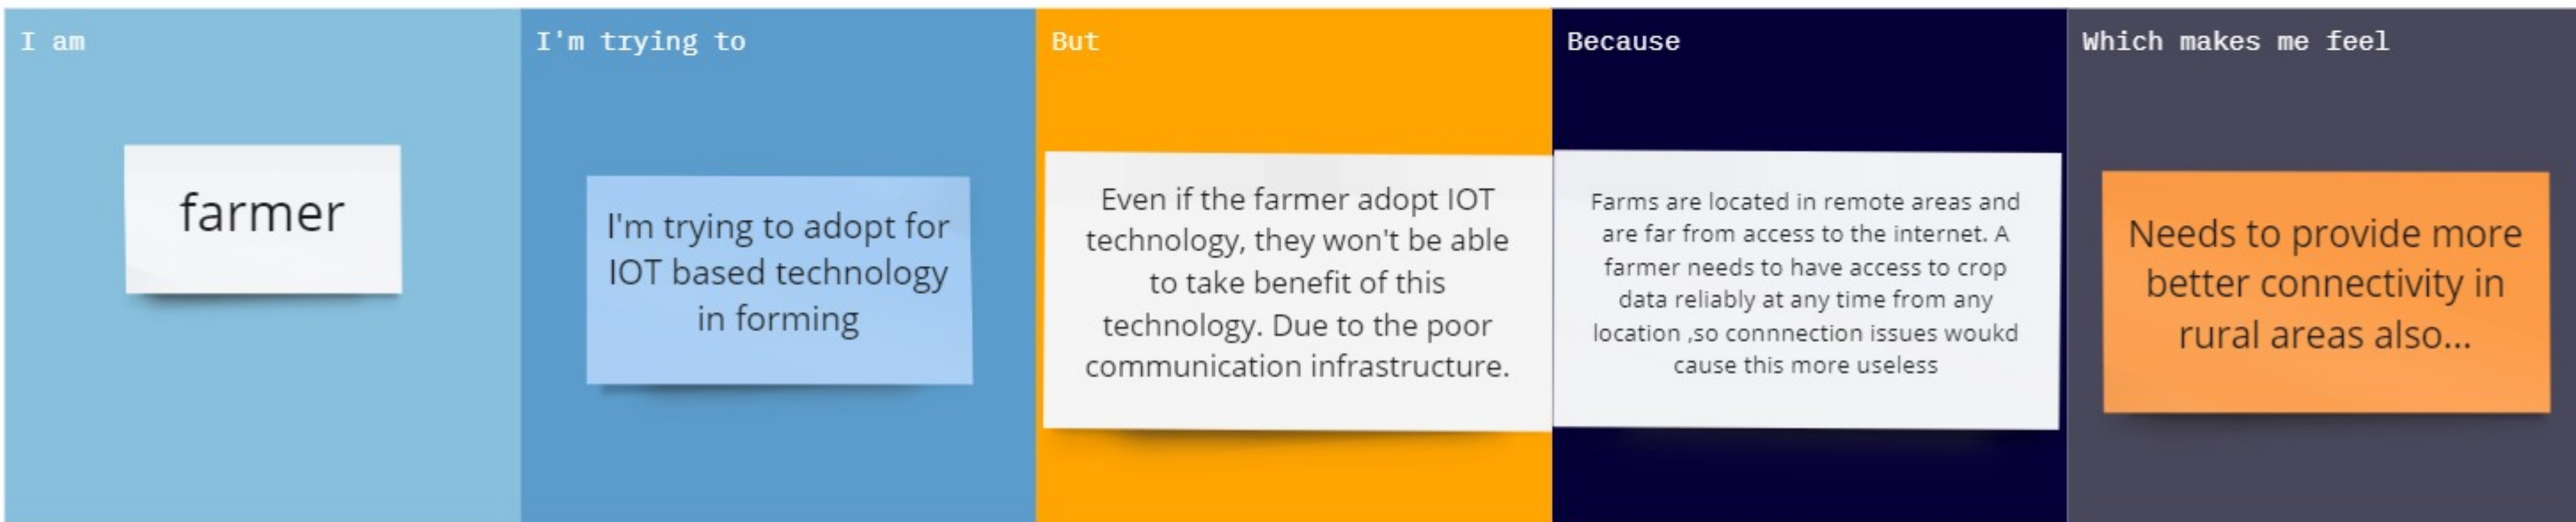 I am
farmer
I'm trying to
I'm trying to adopt for
IOT based technology
in forming
But
Even if the farmer adopt IOT
technology, they won't be able
to take benefit of this
technology. Due to the poor
communication infrastructure.
Because
Farms are located in remote areas and
are far from access to the internet. A
farmer needs to have access to crop
data reliably at any time from any
location ,so connnection issues woukd
cause this more useless
Which makes me feel
Needs to provide more
better connectivity in
rural areas also...